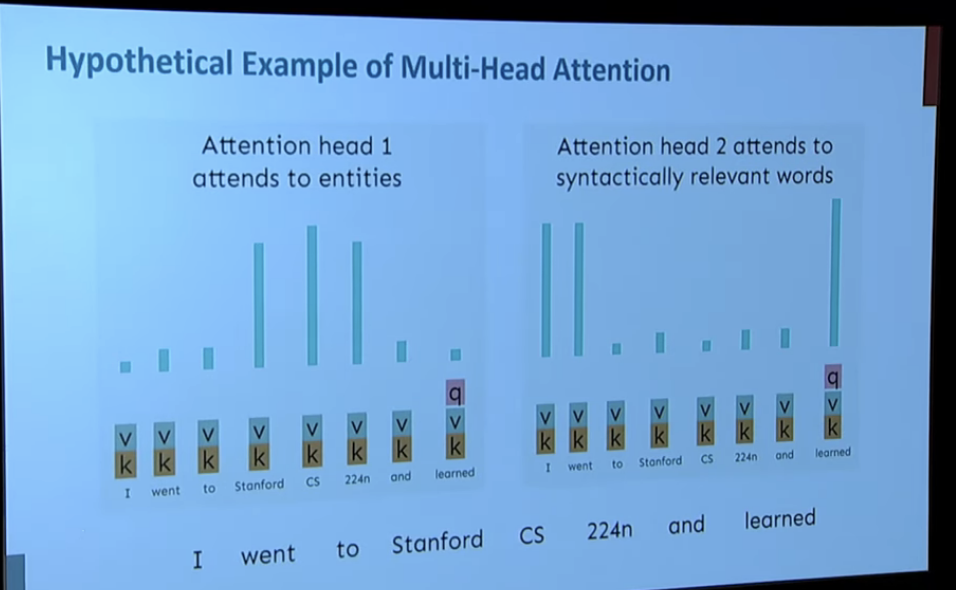 Hypothetical Example of Multi-Head Attention
Attention head 1
attends to entities
q
v v v v v v v v
k k k k k k k k
I went to Stanford CS 224n and learned
Attention head 2 attends to
syntactically relevant words
q
v v v v v v v v
k k k k k k k k
I went to Stanford CS 224n and learned
I went to Stanford CS 224n and learned